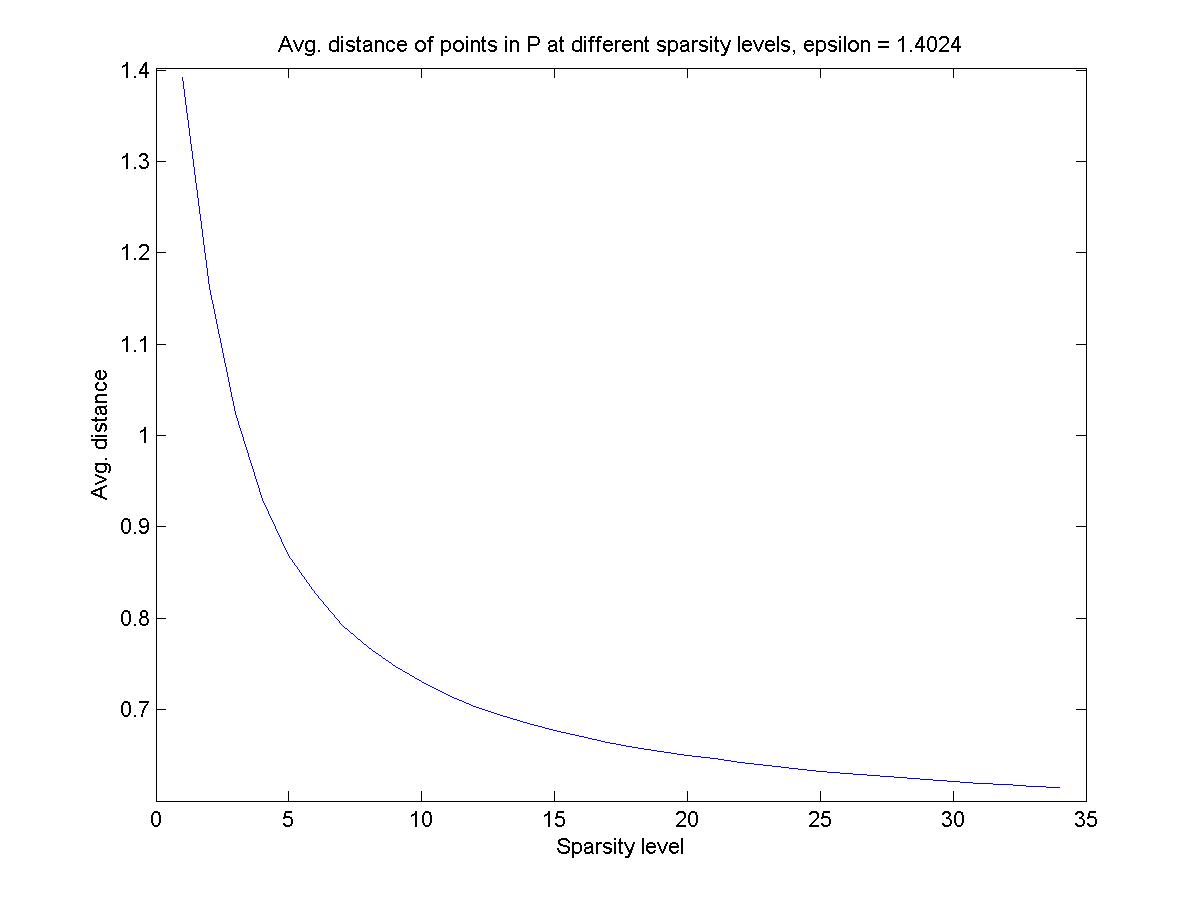 Avg. distance of points in P at different sparsity levels, epsilon = 1.4024
1.4
1.3
1.2
1.1
1
0.9
0.8
0.7
Avg. distance
0 5 10 15 20 25 30 35
Sparsity level